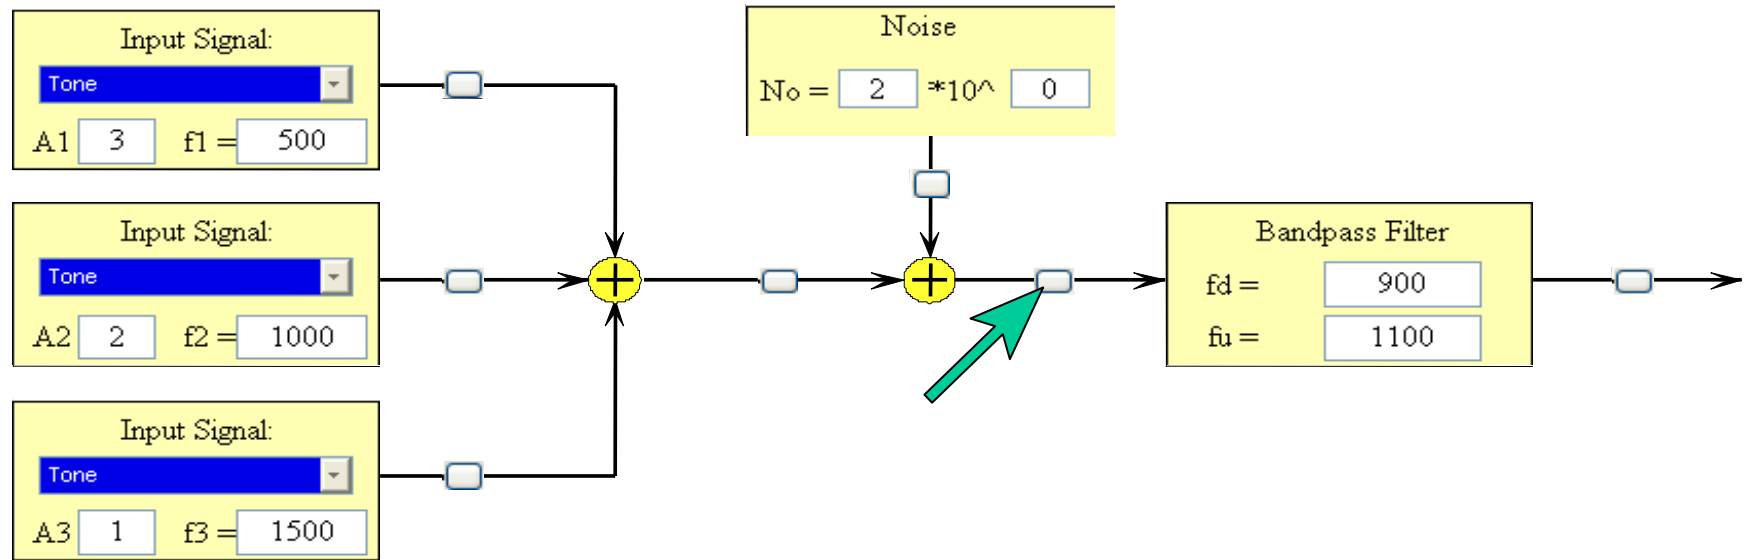 Input Signal:
Tone
A1 3 f1 = 500
Input Signal:
Tone
A2 2 f2 = 1000
Input Signal:
Tone
A3 1 f3 = 1500
+
Noise
No = 2 *10^ 0
+
Bandpass Filter
fd = 900
fu = 1100